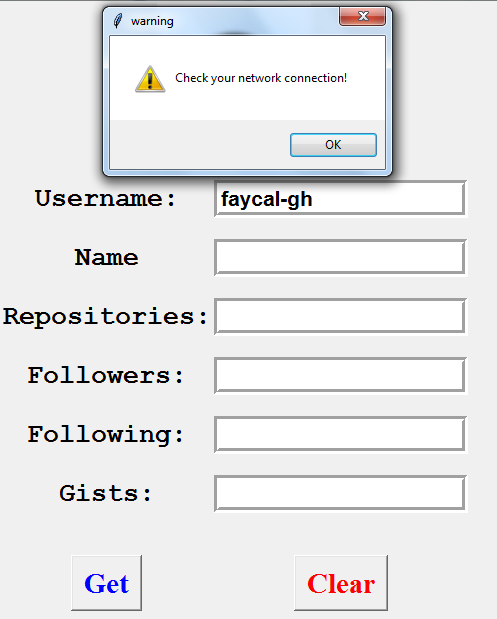 warning
Check your network connection!
OK
Username: faycal-gh
Name
Repositories:
Followers:
Following:
Gists:
Get Clear